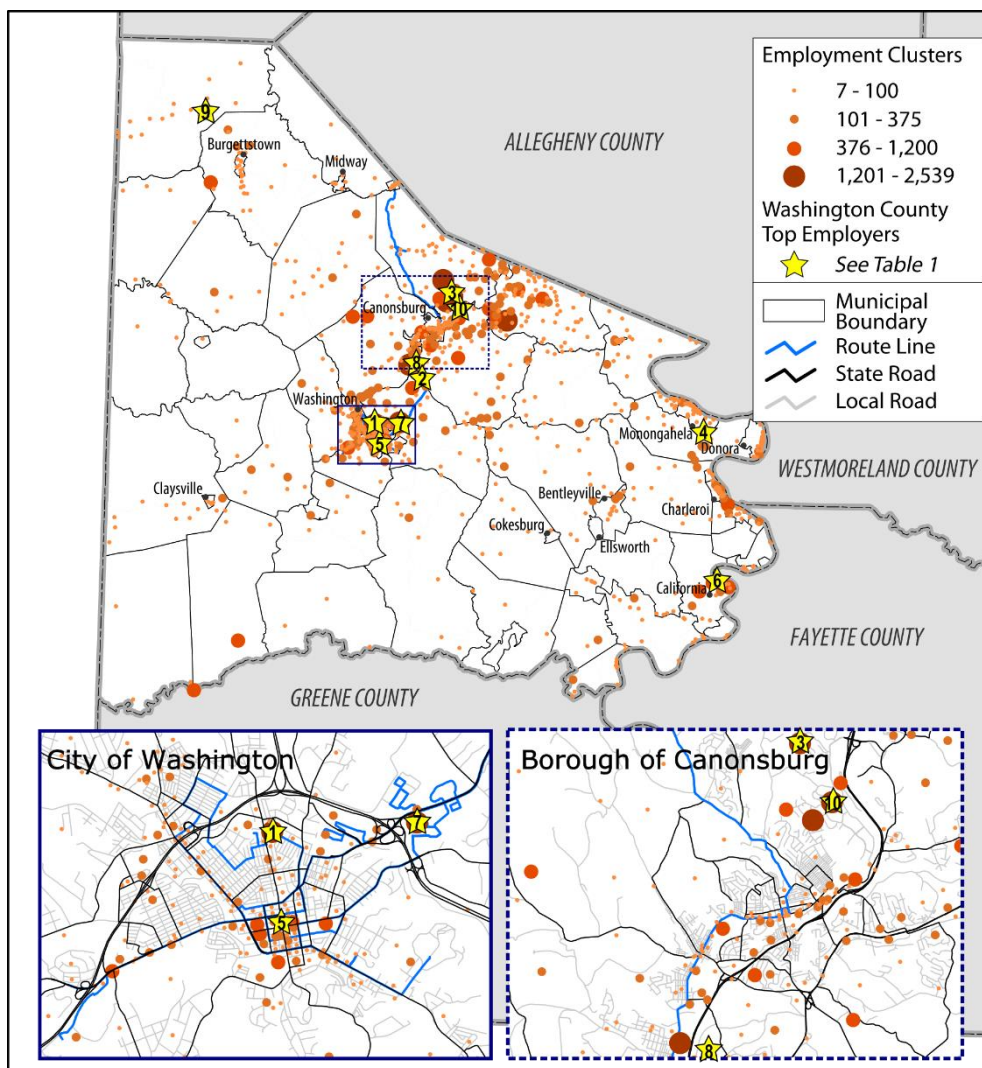 Employment Clusters
7 - 100
101 - 375
376 - 1,200
1,201 - 2,539
Washington County
Top Employers
See Table 1
Municipal
Boundary
Route Line
State Road
Local Road
ALLEGHENY COUNTY
9
Burgettstown
Midway
3
Canonsburg
10
8
2
Washington
1
7
5
Monongahela
4
Donora
WESTMORELAND COUNTY
Claysville
Bentleyville
Charleroi
Cokesburg
Ellsworth
6
California
FAYETTE COUNTY
GREENE COUNTY
City of Washington
1
7
5
Borough of Canonsburg
3
10
8